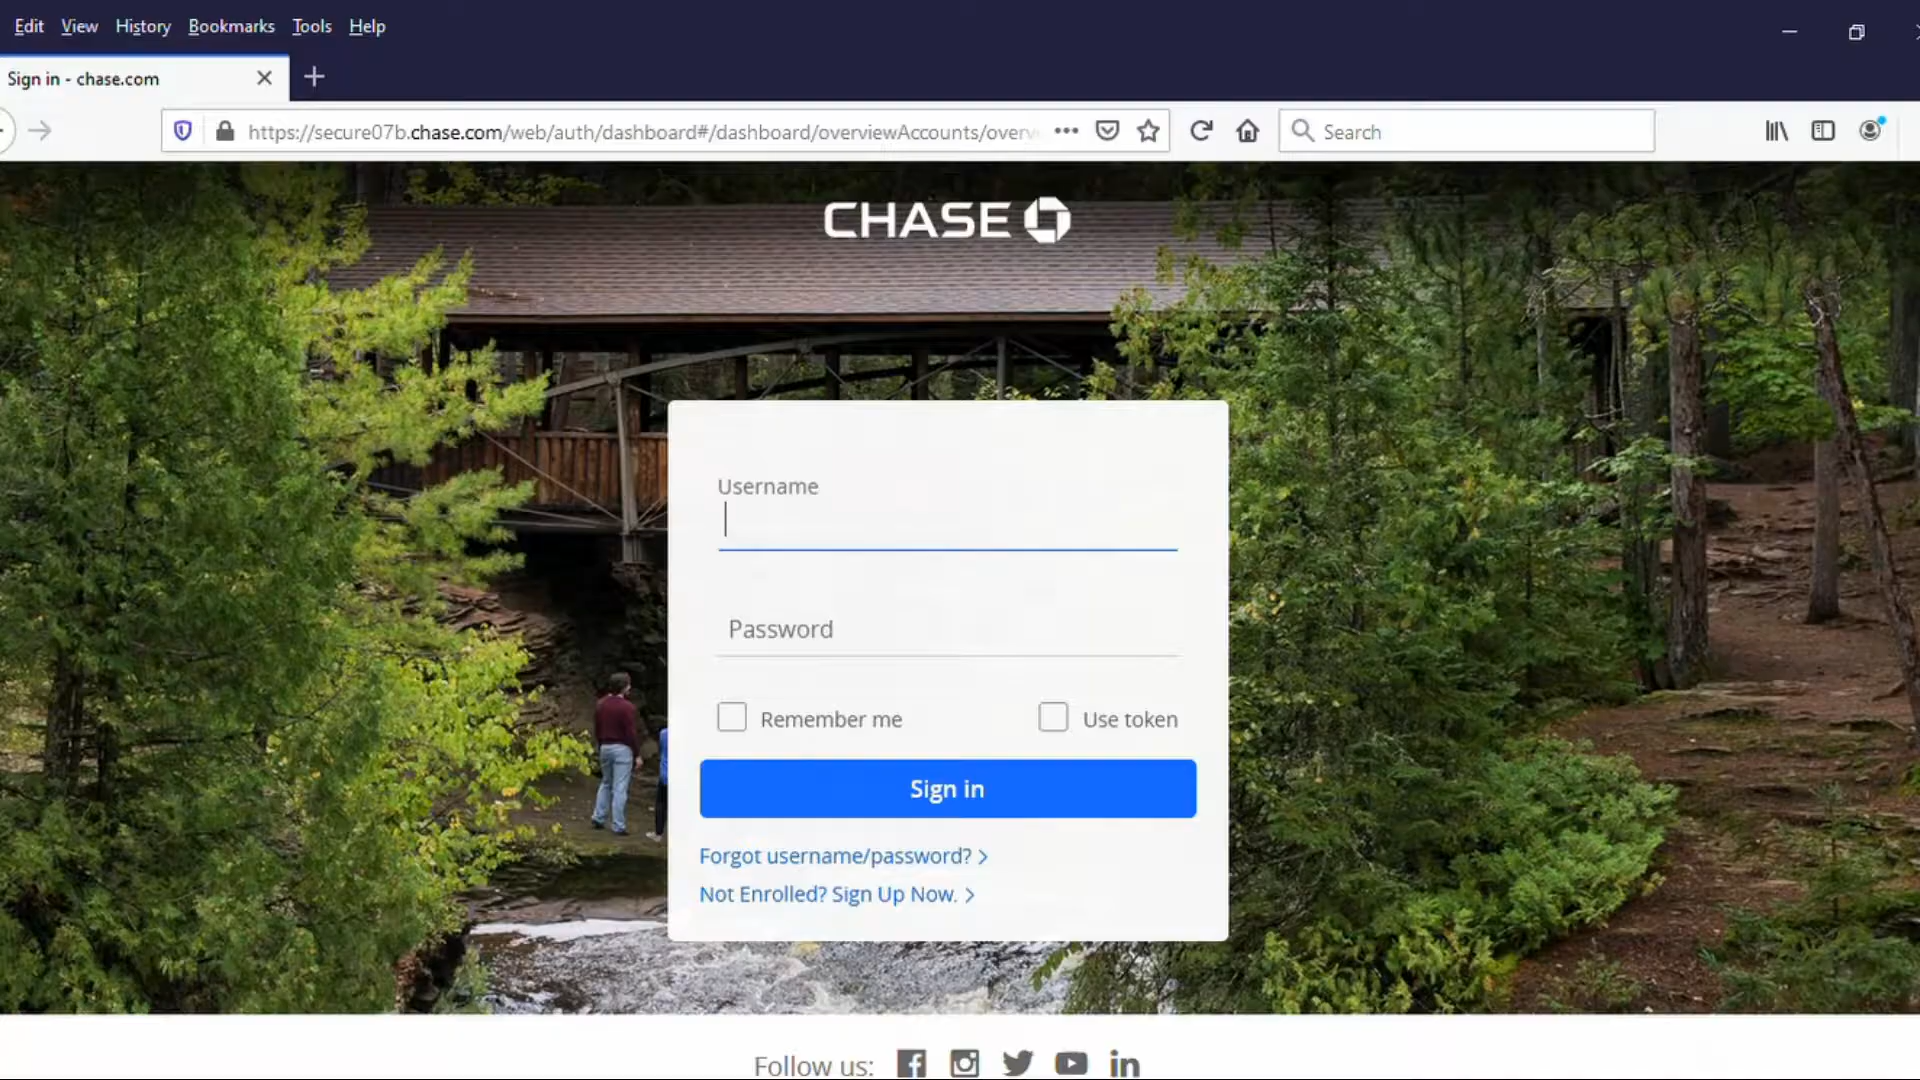 Edit View History Bookmarks Tools Help
Sign in - chase.com
https://secure07b.chase.com/web/auth/dashboard#/dashboard/overviewAccounts/overv
Search
CHASE
Username
Password
Remember me
Use token
Sign in
Forgot username/password?
Not Enrolled? Sign Up Now.
Follow us: